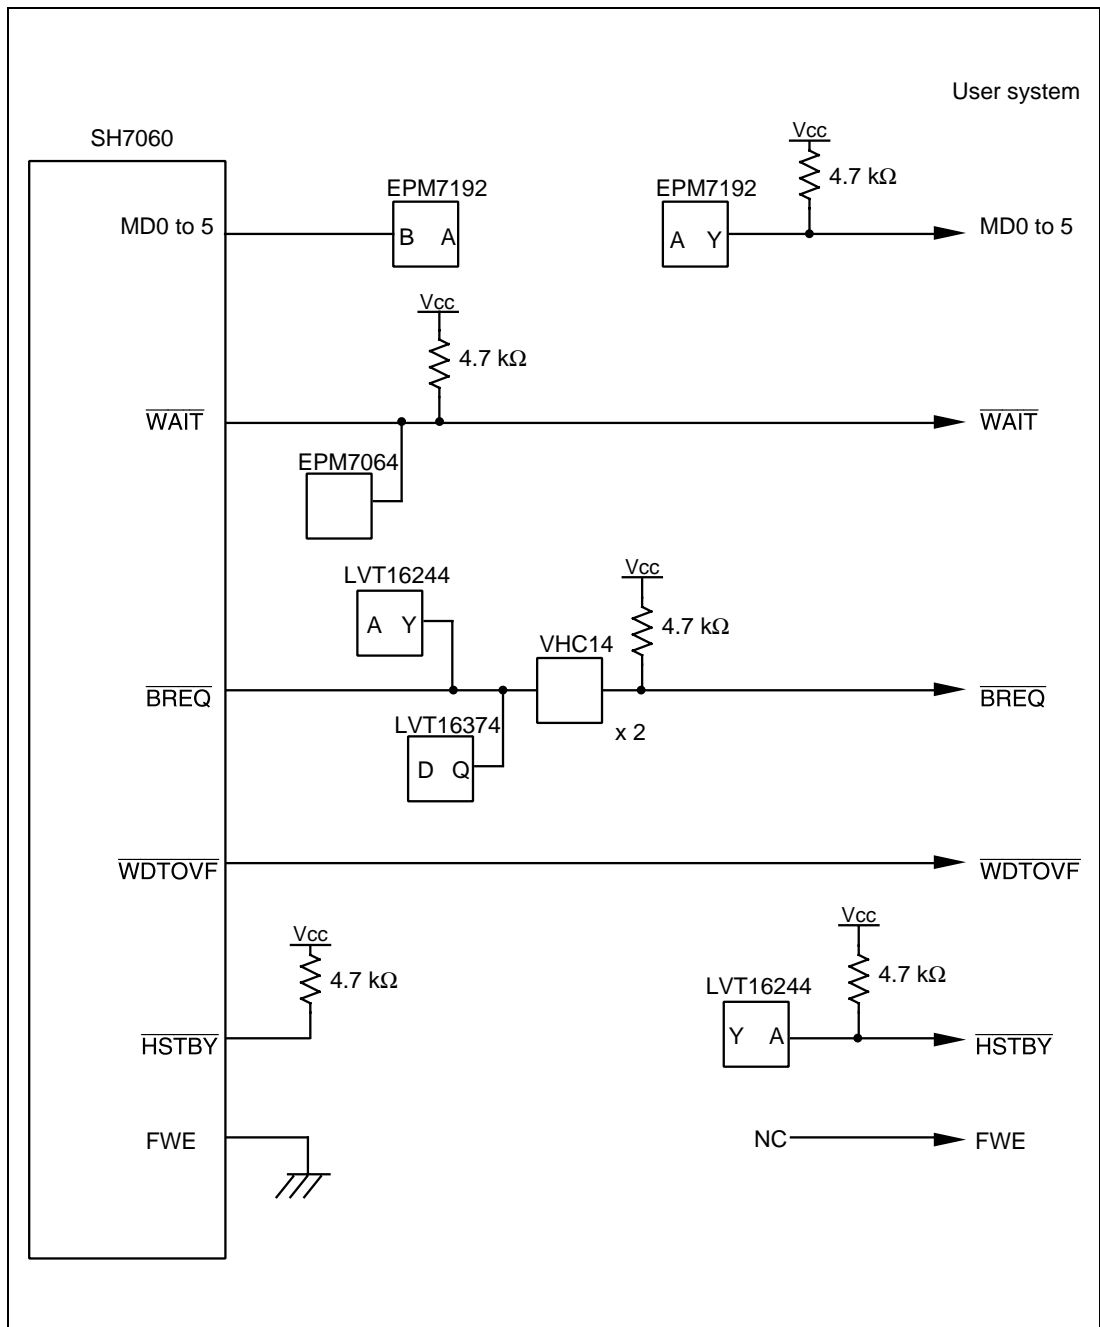 User system
SH7060
Vcc
4.7 kΩ
EPM7192
EPM7192
MD0 to 5
B A
A Y
MD0 to 5
Vcc
4.7 kΩ
WAIT
WAIT
EPM7064
Vcc
LVT16244
4.7 kΩ
A Y
VHC14
BREQ
BREQ
LVT16374
x 2
D Q
WDTOVF
WDTOVF
Vcc
Vcc
4.7 kΩ
4.7 kΩ
LVT16244
HSTBY
Y A
HSTBY
FWE
NC
FWE